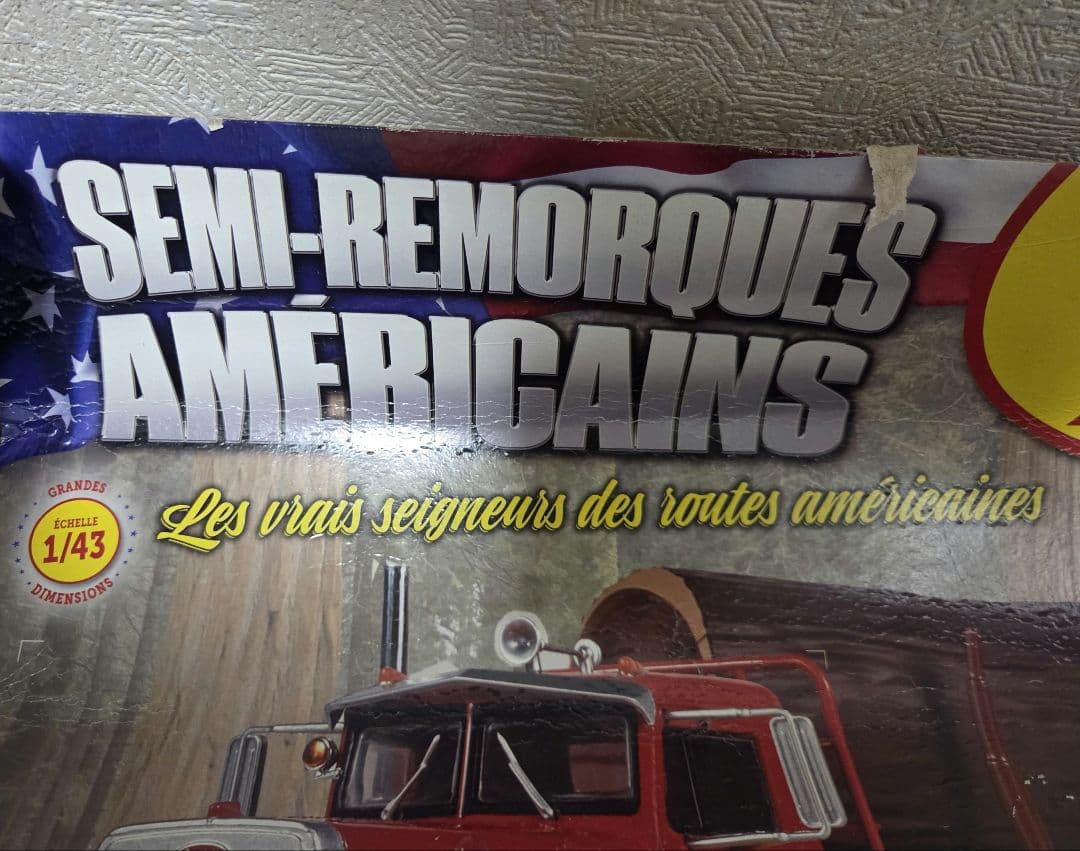 SEMI-REMORQUES
AMÉRICAINS
Les vrais seigneurs des routes américaines
GRANDES
ÉCHELLE
1/43
DIMENSIONS